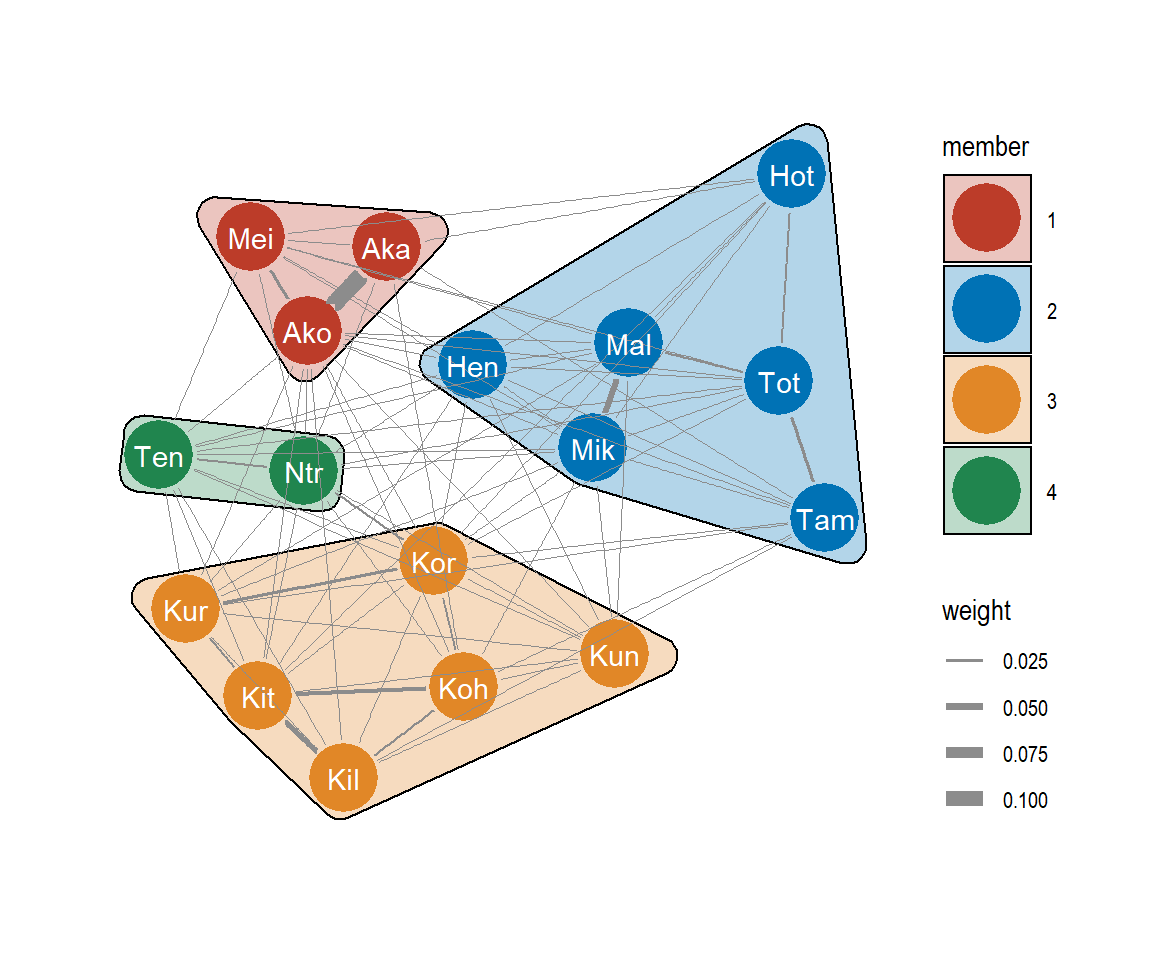 Hot
Mei
Aka
Ako
Mal
Hen
Tot
Mik
Ten
Ntr
Tam
Kor
Kur
Kun
Kit
Koh
Kil
member
1
2
3
4
weight
0.025
0.050
0.075
0.100